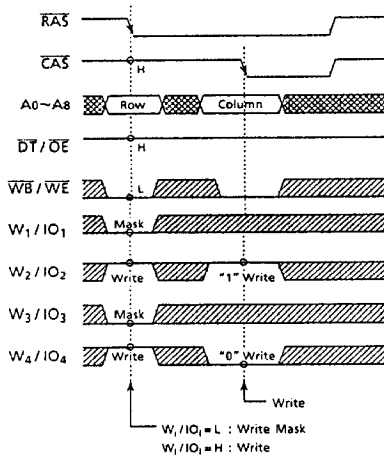 RAS
CAS
H
A0~A8
Row
Column
DT / OE
H
WB / WE
L
W1 / IO1
Mask
W2 / IO2
Write
"1" Write
W3 / IO3
Mask
W4 / IO4
Write
"0" Write
Write
Wi / IOi = L : Write Mask
Wi / IOi = H : Write